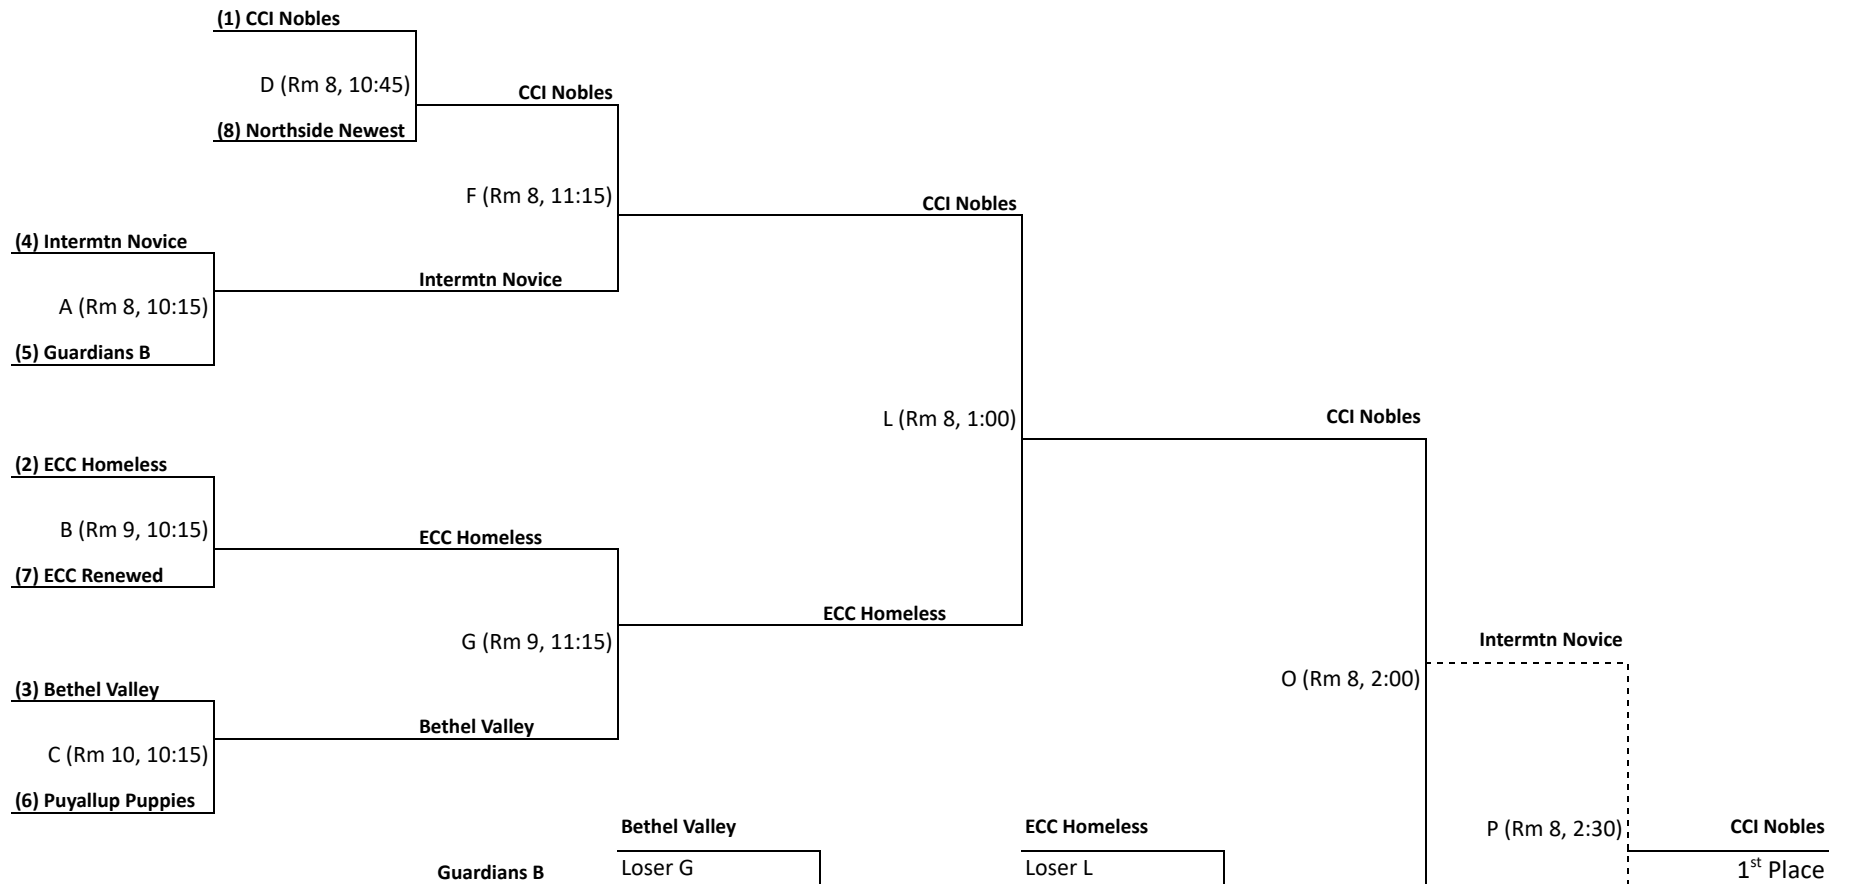 (1) CCI Nobles
D (Rm 8, 10:45)
CCI Nobles
(8) Northside Newest
F (Rm 8, 11:15)
CCI Nobles
(4) Intermtn Novice
Intermtn Novice
A (Rm 8, 10:15)
(5) Guardians B
L (Rm 8, 1:00)
CCI Nobles
(2) ECC Homeless
B (Rm 9, 10:15)
ECC Homeless
(7) ECC Renewed
ECC Homeless
G (Rm 9, 11:15)
Intermtn Novice
O (Rm 8, 2:00)
(3) Bethel Valley
Bethel Valley
C (Rm 10, 10:15)
(6) Puyallup Puppies
Bethel Valley
ECC Homeless
P (Rm 8, 2:30)
CCI Nobles
Guardians B
Loser G
Loser L
1st Place